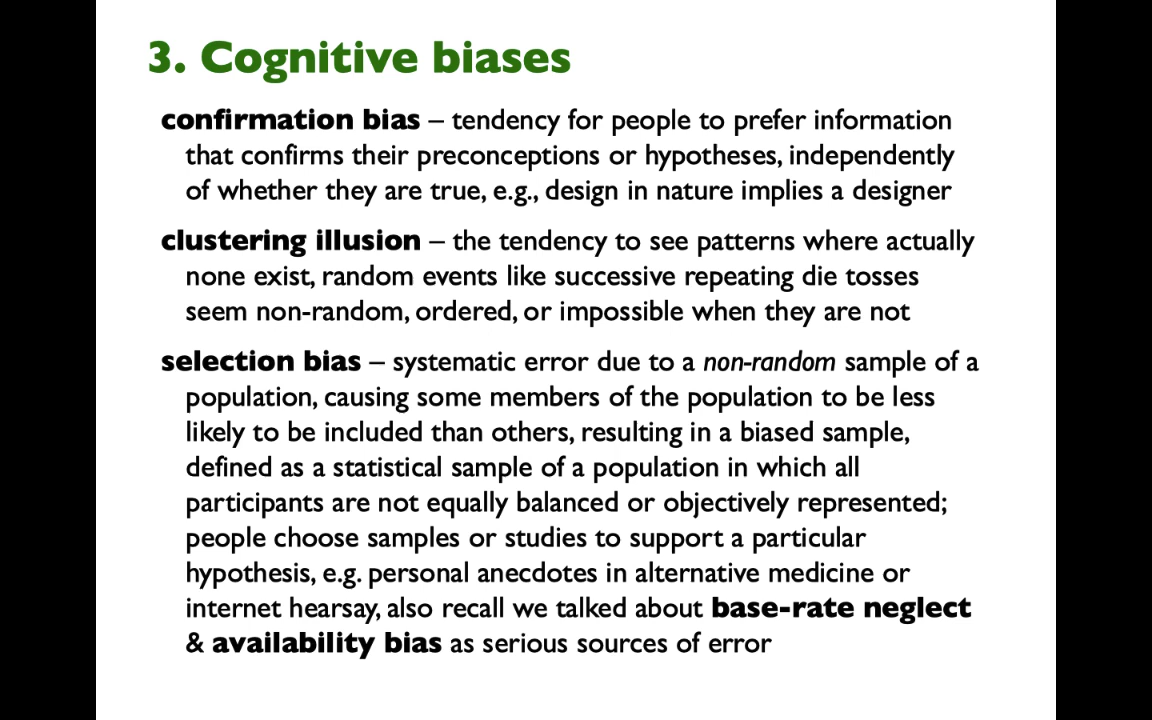 3. Cognitive biases
confirmation bias – tendency for people to prefer information
that confirms their preconceptions or hypotheses, independently
of whether they are true, e.g., design in nature implies a designer
clustering illusion – the tendency to see patterns where actually
none exist, random events like successive repeating die tosses
seem non-random, ordered, or impossible when they are not
selection bias – systematic error due to a non-random sample of a
population, causing some members of the population to be less
likely to be included than others, resulting in a biased sample,
defined as a statistical sample of a population in which all
participants are not equally balanced or objectively represented;
people choose samples or studies to support a particular
hypothesis, e.g. personal anecdotes in alternative medicine or
internet hearsay, also recall we talked about base-rate neglect
& availability bias as serious sources of error